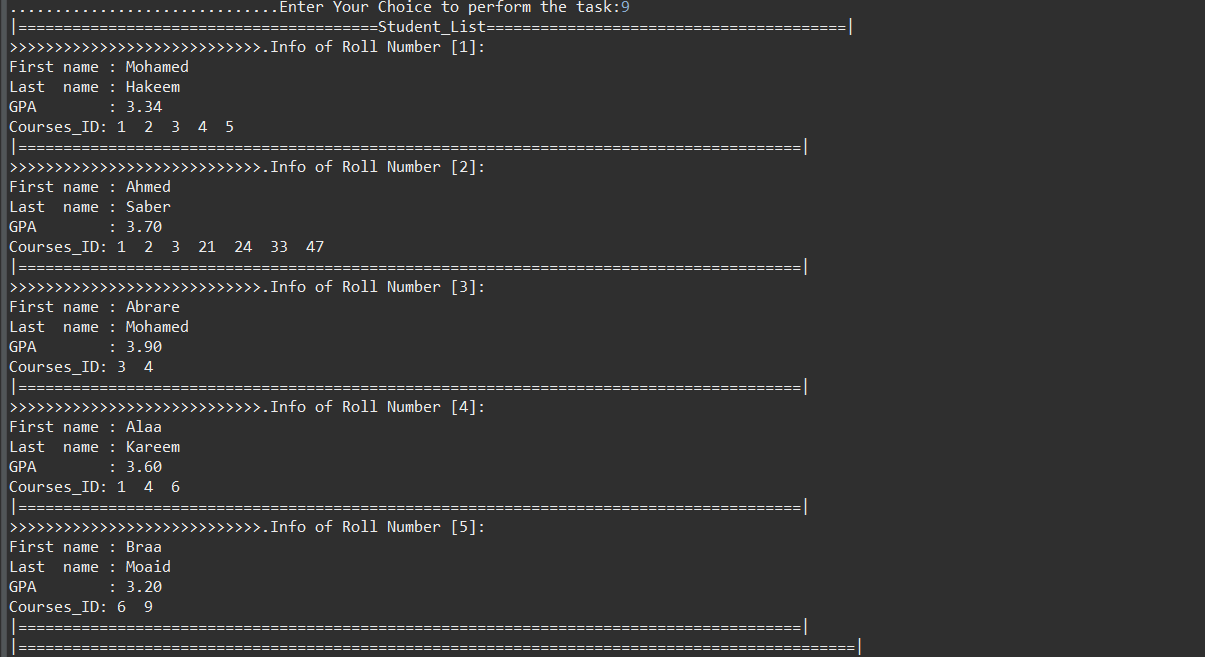 ..............................Enter Your Choice to perform the task:9
|========================================Student_List========================================|
>>>>>>>>>>>>>>>>>>>>>>>>>>>>.Info of Roll Number [1]:
First name : Mohamed
Last  name : Hakeem
GPA        : 3.34
Courses_ID: 1  2  3  4  5
|=======================================================================================|
>>>>>>>>>>>>>>>>>>>>>>>>>>>>.Info of Roll Number [2]:
First name : Ahmed
Last  name : Saber
GPA        : 3.70
Courses_ID: 1  2  3  21  24  33  47
|=======================================================================================|
>>>>>>>>>>>>>>>>>>>>>>>>>>>>.Info of Roll Number [3]:
First name : Abrare
Last  name : Mohamed
GPA        : 3.90
Courses_ID: 3  4
|=======================================================================================|
>>>>>>>>>>>>>>>>>>>>>>>>>>>>.Info of Roll Number [4]:
First name : Alaa
Last  name : Kareem
GPA        : 3.60
Courses_ID: 1  4  6
|=======================================================================================|
>>>>>>>>>>>>>>>>>>>>>>>>>>>>.Info of Roll Number [5]:
First name : Braa
Last  name : Moaid
GPA        : 3.20
Courses_ID: 6  9
|=======================================================================================|
|=============================================================================================|